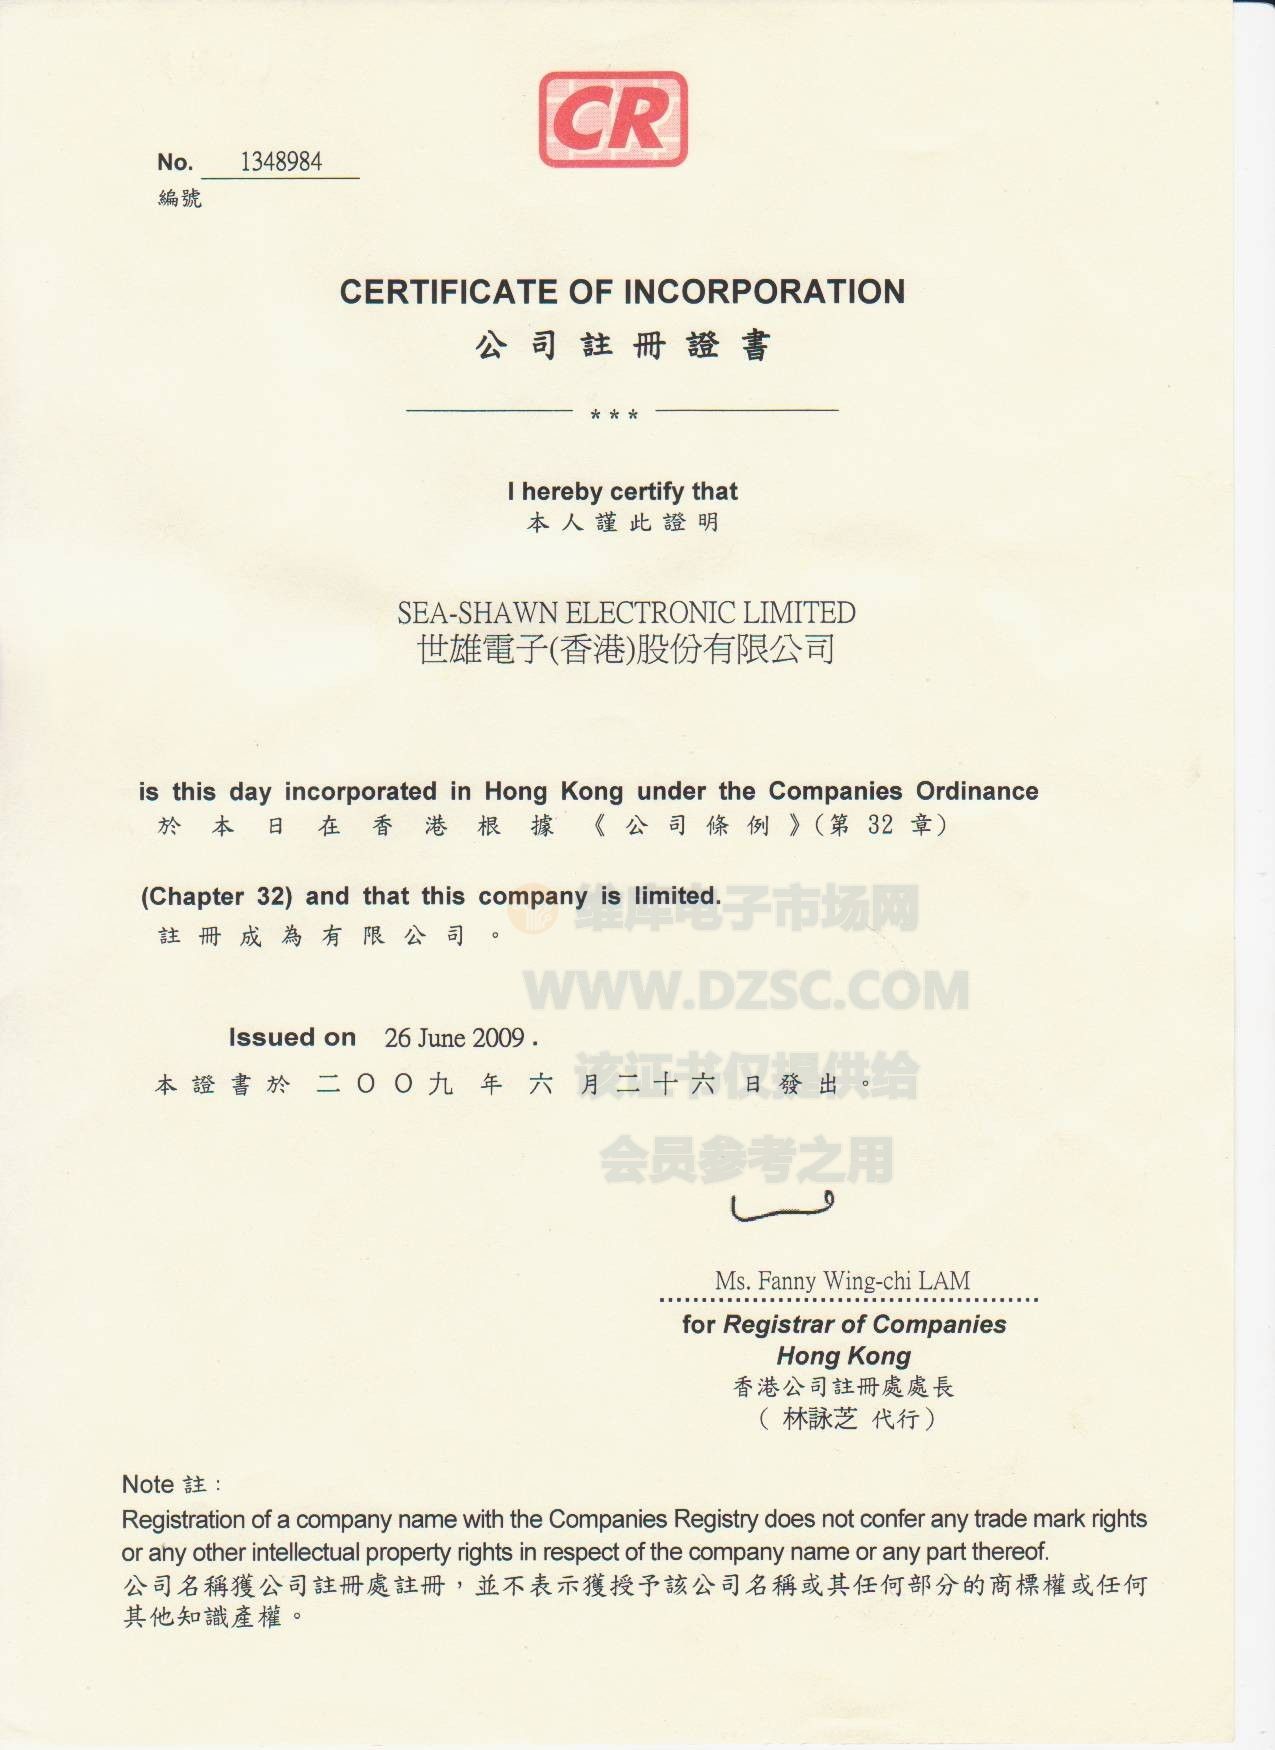 CR
No. 1348984
編號
CERTIFICATE OF INCORPORATION
公司註冊證書
***
I hereby certify that
本人謹此證明
SEA-SHAWN ELECTRONIC LIMITED
世雄電子(香港)股份有限公司
is this day incorporated in Hong Kong under the Companies Ordinance
於本日在香港根據《公司條例》(第32章)
(Chapter 32) and that this company is limited.
註冊成為有限公司。
维库电子市场网
WWW.DZSC.COM
Issued on 26 June 2009.
本證書於二〇〇九年六月二十六日發出。
该证书仅提供给
会员参考之用
Ms. Fanny Wing-chi LAM
for Registrar of Companies
Hong Kong
香港公司註冊處處長
(林詠芝 代行)
Note 註:
Registration of a company name with the Companies Registry does not confer any trade mark rights
or any other intellectual property rights in respect of the company name or any part thereof.
公司名稱獲公司註冊處註冊，並不表示獲授予該公司名稱或其任何部分的商標權或任何
其他知識產權。